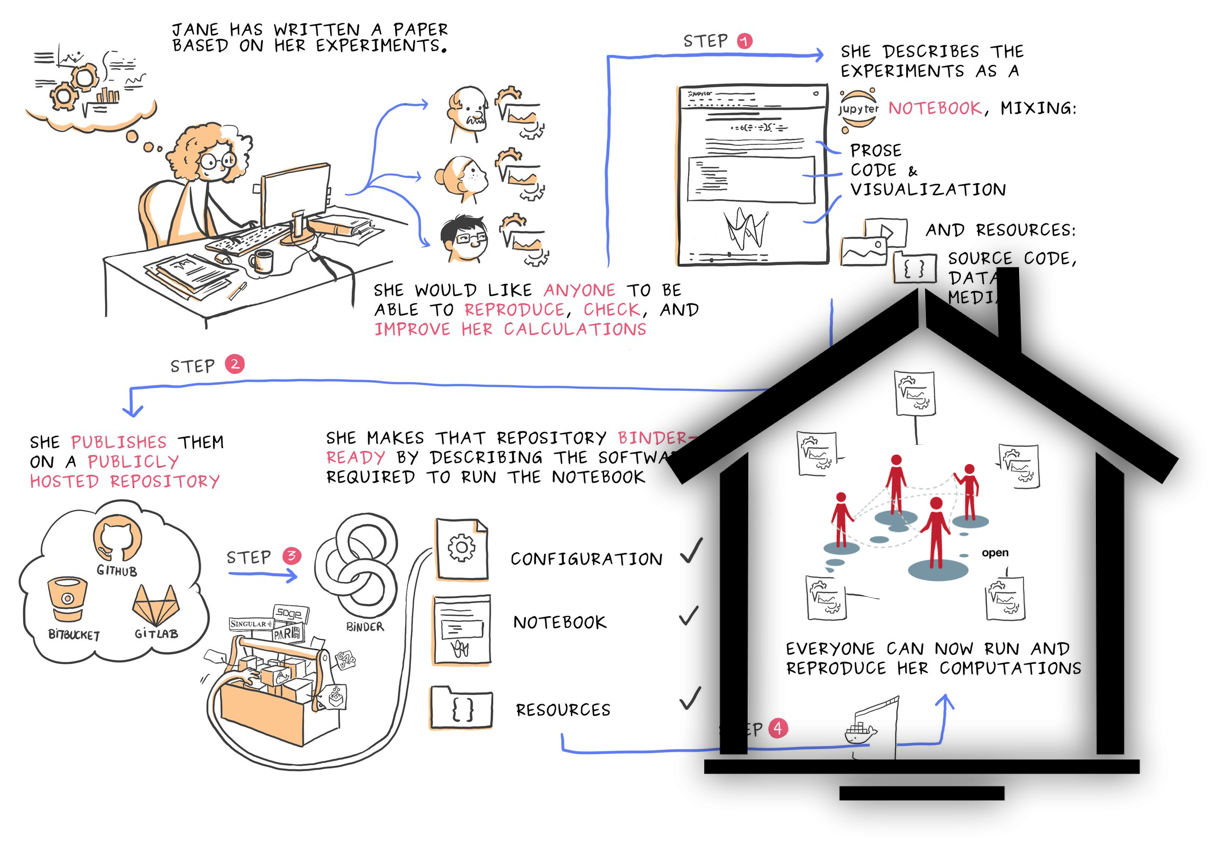 JANE HAS WRITTEN A PAPER
BASED ON HER EXPERIMENTS.
SHE WOULD LIKE ANYONE TO BE
ABLE TO REPRODUCE, CHECK, AND
IMPROVE HER CALCULATIONS
STEP 1
SHE DESCRIBES THE
EXPERIMENTS AS A
jupyter NOTEBOOK, MIXING:
jupyter
PROSE
CODE &
VISUALIZATION
AND RESOURCES:
SOURCE CODE,
DATA
MEDIA
STEP 2
SHE PUBLISHES THEM
ON A PUBLICLY
HOSTED REPOSITORY
GITHUB
BITBUCKET
GITLAB
STEP 3
SHE MAKES THAT REPOSITORY BINDER-
READY BY DESCRIBING THE SOFTWA
REQUIRED TO RUN THE NOTEBOOK
BINDER
SINGULAR
sage
PARI
CONFIGURATION
NOTEBOOK
RESOURCES
STEP 4
open
EVERYONE CAN NOW RUN AND
REPRODUCE HER COMPUTATIONS